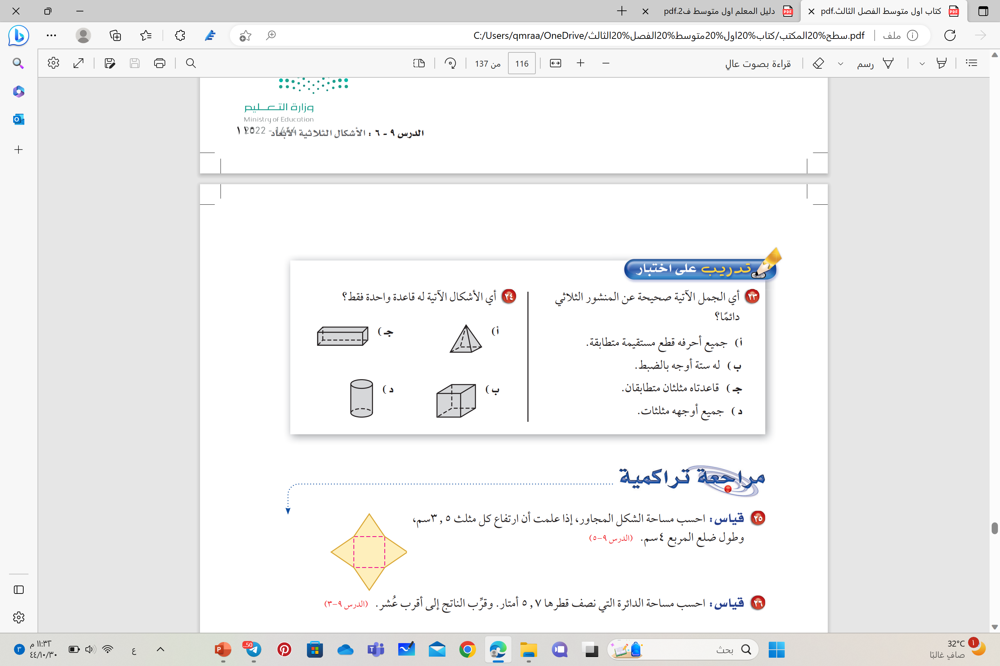 كتاب اول متوسط الفصل الثالث.pdf
دليل المعلم اول متوسط ف2.pdf
ملف
C:/Users/qmraa/OneDrive/سطح%20المكتب/كتاب%20اول%20متوسط%20الفصل%20الثالث.pdf
قراءة بصوت عالٍ
رسم
116
من 137
وزارة التعليم
Ministry of Education
2022 - 1444
الدرس ٩ - ٦ : الأشكال الثلاثية الأبعاد ١١٥
تدريب على اختبار
٢٣ أي الجمل الآتية صحيحة عن المنشور الثلاثي
دائمًا؟
أ) جميع أحرفه قطع مستقيمة متطابقة.
ب) له ستة أوجه بالضبط.
جـ) قاعدتاه مثلثان متطابقان.
د) جميع أوجهه مثلثات.
٢٤ أي الأشكال الآتية له قاعدة واحدة فقط؟
أ)
جـ)
ب)
د)
مراجعة تراكمية
٢٥ قياس: احسب مساحة الشكل المجاور، إذا علمت أن ارتفاع كل مثلث ٣,٥سم،
وطول ضلع المربع ٤سم. (الدرس ٩-٥)
٢٦ قياس: احسب مساحة الدائرة التي نصف قطرها ٥,٧ أمتار. وقرِّب الناتج إلى أقرب عُشر. (الدرس ٩-٣)
32°C
صافٍ غالبًا
١
بحث
50..
ع
١١:٣٢ م
٤٤/١٠/٣٠
٣